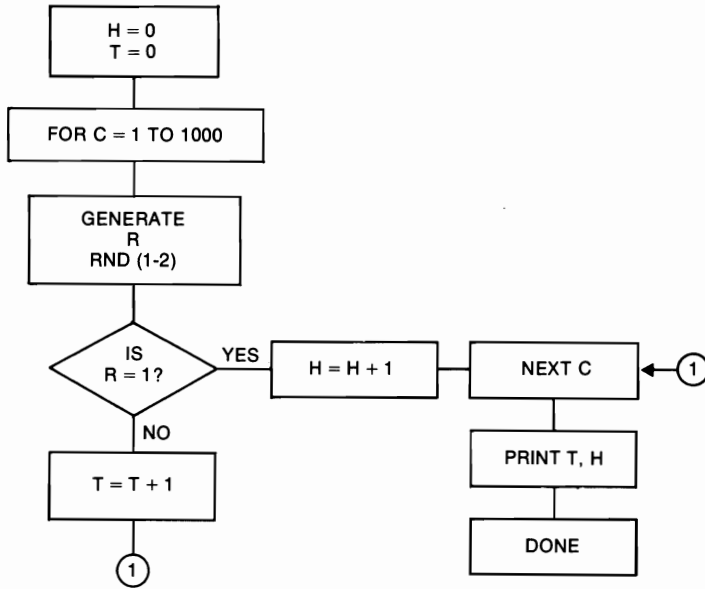 H = 0
T = 0
FOR C = 1 TO 1000
GENERATE
R
RND (1-2)
IS
R = 1?
YES
H = H + 1
NEXT C
1
NO
T = T + 1
1
PRINT T, H
DONE